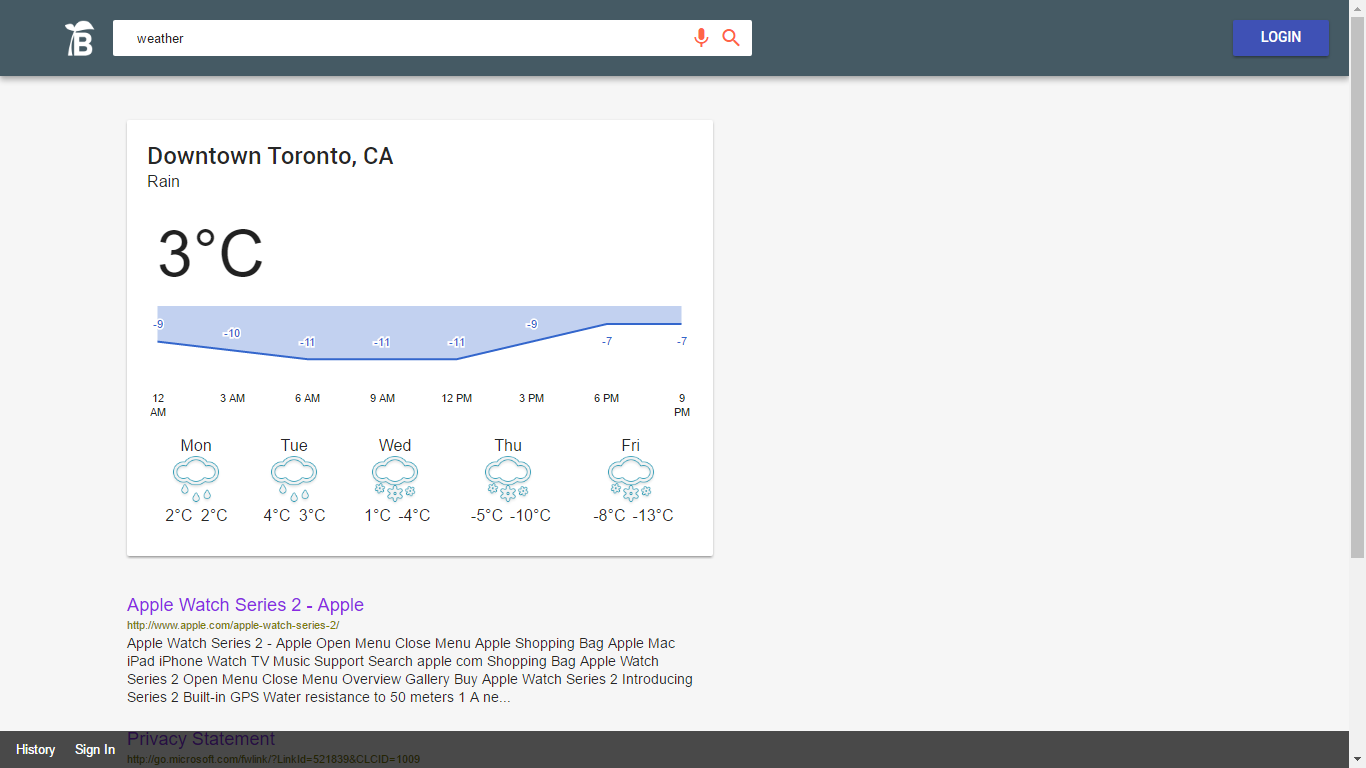 B
weather
LOGIN
Downtown Toronto, CA
Rain
3°C
-9 -10 -11 -11 -11 -9 -7 -7
12 AM 3 AM 6 AM 9 AM 12 PM 3 PM 6 PM 9 PM
Mon Tue Wed Thu Fri
2°C 2°C 4°C 3°C 1°C -4°C -5°C -10°C -8°C -13°C
Apple Watch Series 2 - Apple
http://www.apple.com/apple-watch-series-2/
Apple Watch Series 2 - Apple Open Menu Close Menu Apple Shopping Bag Apple Mac
iPad iPhone Watch TV Music Support Search apple com Shopping Bag Apple Watch
Series 2 Open Menu Close Menu Overview Gallery Buy Apple Watch Series 2 Introducing
Series 2 Built-in GPS Water resistance to 50 meters 1 A ne...
Privacy Statement
History Sign In
http://go.microsoft.com/fwlink/?LinkId=521839&CLCID=1009